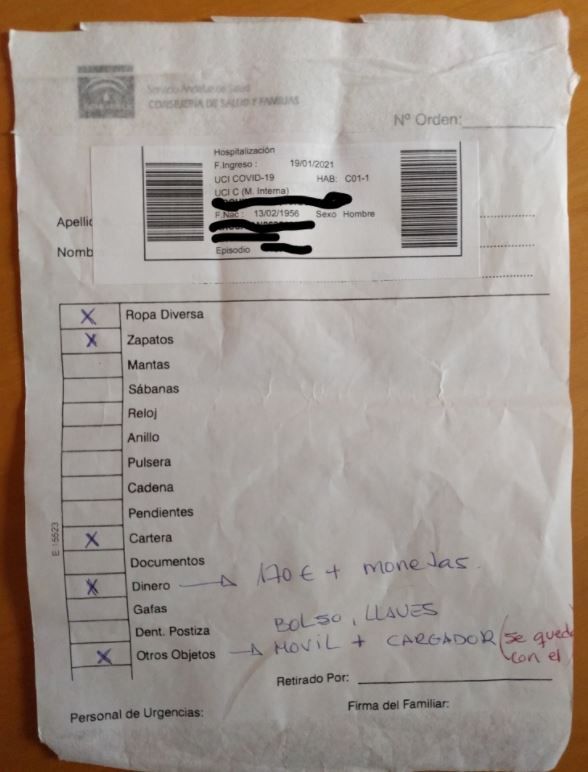 Servicio Andaluz de Salud
CONSEJERÍA DE SALUD Y FAMILIAS
Nº Orden:
Hospitalización
F.Ingreso : 19/01/2021
UCI COVID-19 HAB: C01-1
UCI C (M. Interna)
F.Nac : 13/02/1956 Sexo Hombre
Episodio
Apellid
Nomb
X Ropa Diversa
X Zapatos
Mantas
Sábanas
Reloj
Anillo
Pulsera
Cadena
Pendientes
X Cartera
Documentos
X Dinero → 170 € + monedas.
Gafas
Dent. Postiza BOLSO, LLAVES
X Otros Objetos → MOVIL + CARGADOR (se queda
con el
E-15523
Retirado Por:
Personal de Urgencias: Firma del Familiar: